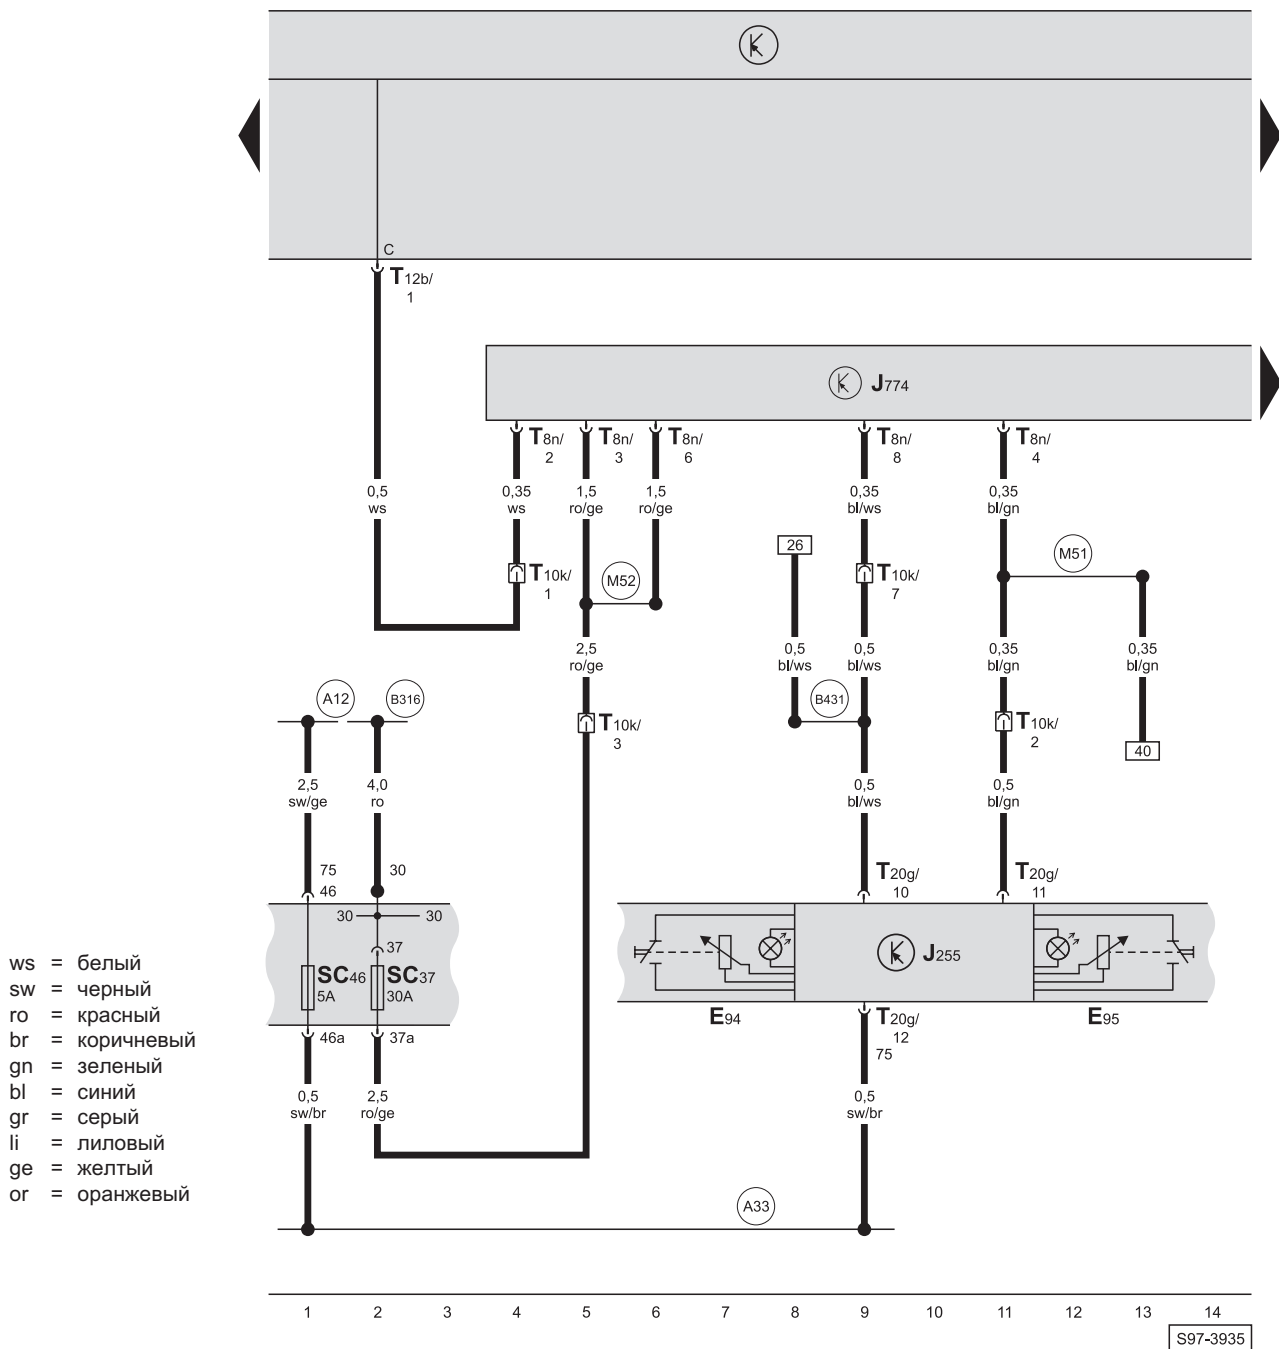 C
T12b/
1
J774
T8n/
2
T8n/
3
T8n/
6
T8n/
8
T8n/
4
0,5
ws
0,35
ws
1,5
ro/ge
1,5
ro/ge
0,35
bl/ws
0,35
bl/gn
26
M51
T10k/
1
M52
T10k/
7
2,5
ro/ge
0,5
bl/ws
0,5
bl/ws
0,35
bl/gn
0,35
bl/gn
A12
B316
B431
T10k/
3
T10k/
2
40
2,5
sw/ge
4,0
ro
0,5
bl/ws
0,5
bl/gn
75
46
30
T20g/
10
T20g/
11
30
30
37
SC46
5A
SC37
30A
J255
46a
37a
E94
T20g/
12
75
E95
0,5
sw/br
2,5
ro/ge
0,5
sw/br
A33
ws = белый
sw = черный
ro = красный
br = коричневый
gn = зеленый
bl = синий
gr = серый
li = лиловый
ge = желтый
or = оранжевый
1 2 3 4 5 6 7 8 9 10 11 12 13 14
S97-3935